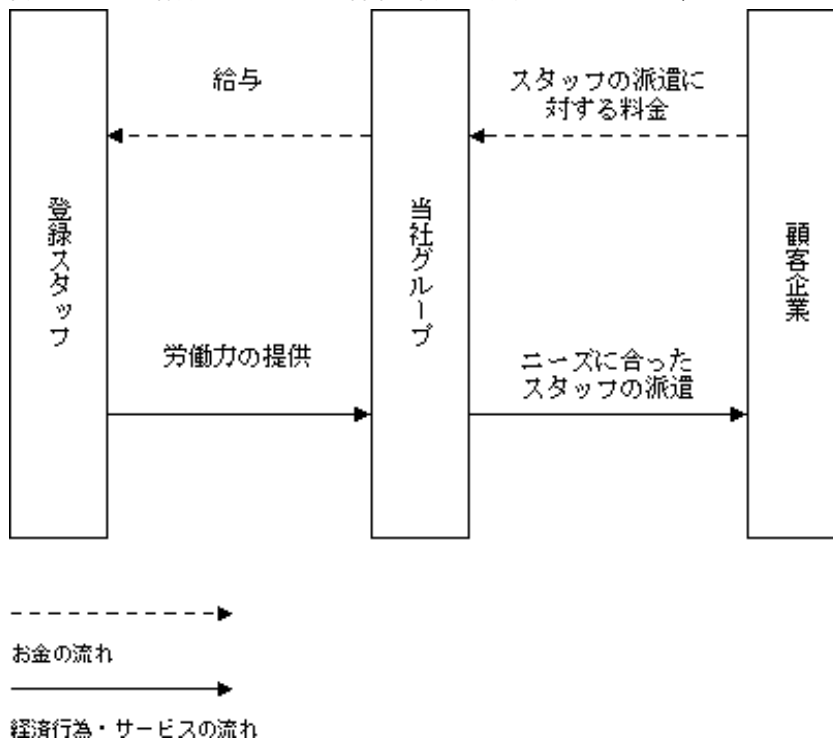 給与
スタッフの派遣に
対する料金
登録スタッフ
当社グループ
顧客企業
労働力の提供
ニーズに合った
スタッフの派遣
お金の流れ
経済行為・サービスの流れ